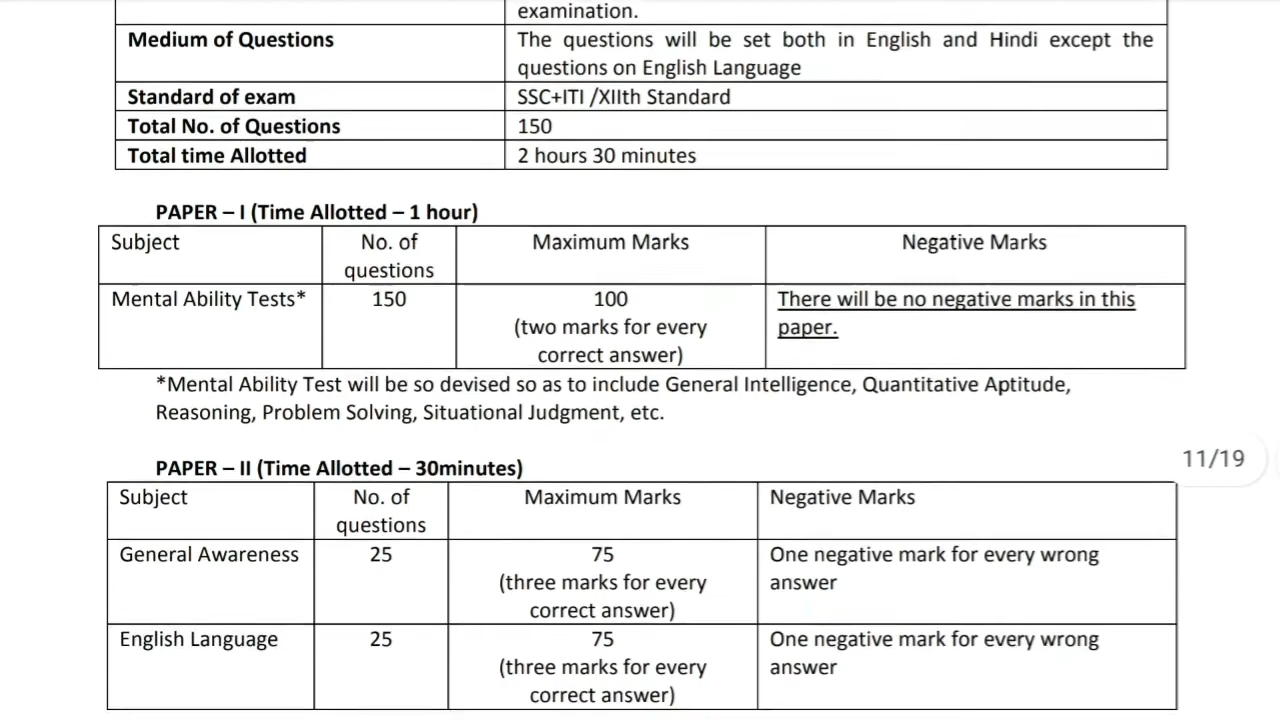 examination.
Medium of Questions
The questions will be set both in English and Hindi except the
questions on English Language
Standard of exam
SSC+ITI /XIIth Standard
Total No. of Questions
150
Total time Allotted
2 hours 30 minutes
PAPER – I (Time Allotted – 1 hour)
Subject
No. of
questions
Maximum Marks
Negative Marks
Mental Ability Tests*
150
100
(two marks for every
correct answer)
There will be no negative marks in this
paper.
*Mental Ability Test will be so devised so as to include General Intelligence, Quantitative Aptitude,
Reasoning, Problem Solving, Situational Judgment, etc.
11/19
PAPER – II (Time Allotted – 30minutes)
Subject
No. of
questions
Maximum Marks
Negative Marks
General Awareness
25
75
(three marks for every
correct answer)
One negative mark for every wrong
answer
English Language
25
75
(three marks for every
correct answer)
One negative mark for every wrong
answer